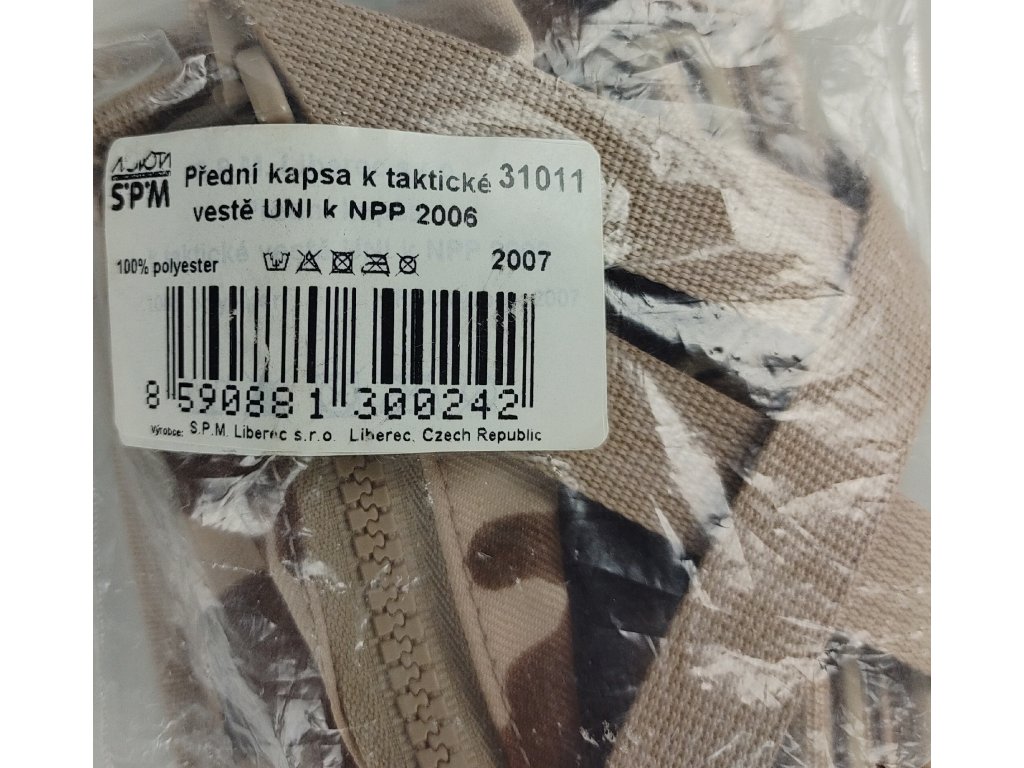 S.P.M
Přední kapsa k taktické 31011
vestě UNI k NPP 2006
100% polyester 2007
8 590881 300242
Výrobce: S.P.M. Liberec s.r.o. Liberec, Czech Republic